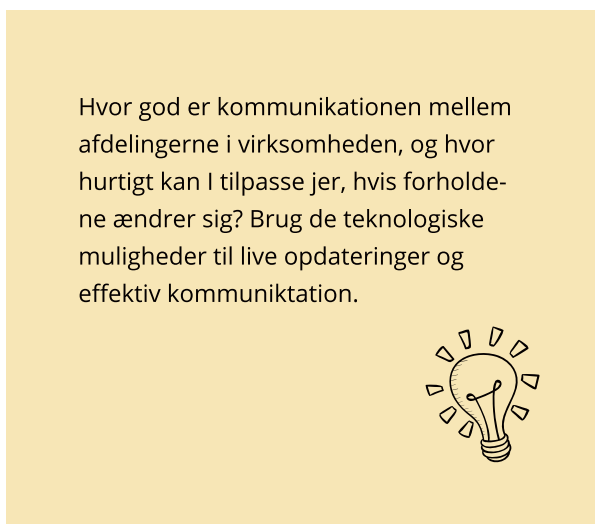 Hvor god er kommunikationen mellem
afdelingerne i virksomheden, og hvor
hurtigt kan I tilpasse jer, hvis forholde-
ne ændrer sig? Brug de teknologiske
muligheder til live opdateringer og
effektiv kommuniktation.